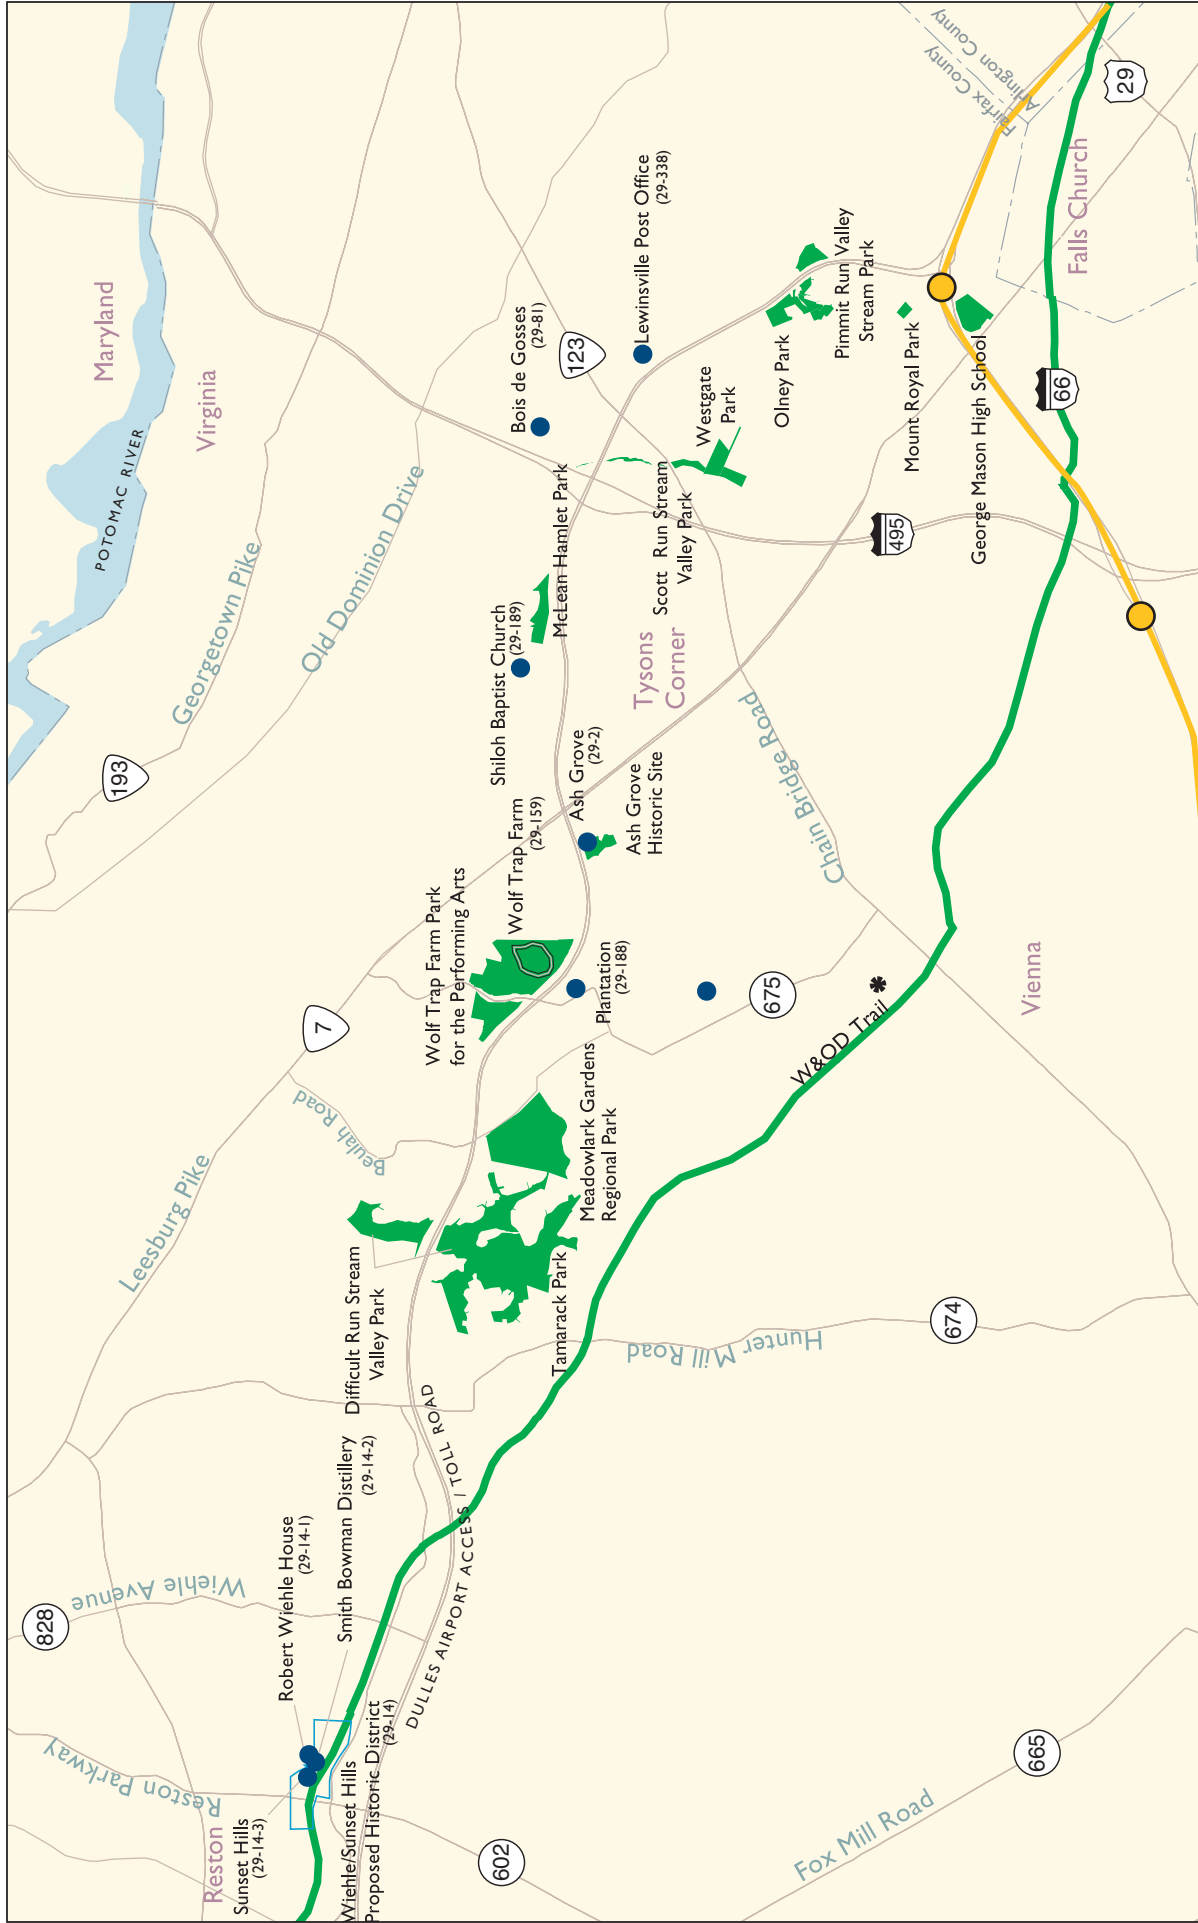 Maryland
Virginia
POTOMAC RIVER
Georgetown Pike
Old Dominion Drive
193
Fairfax County
Arlington County
29
Falls Church
Lewinsville Post Office
(29-338)
Bois de Gosses
(29-81)
123
Pimmit Run Valley
Stream Park
Olney Park
Mount Royal Park
George Mason High School
66
Westgate
Park
McLean Hamlet Park
Scott Run Stream
Valley Park
495
Shiloh Baptist Church
(29-189)
Tysons
Corner
Ash Grove
(29-2)
Ash Grove
Historic Site
Chain Bridge Road
Wolf Trap Farm
(29-159)
Wolf Trap Farm Park
for the Performing Arts
7
Plantation
(29-188)
675
W&OD Trail
*
Vienna
Beulah Road
Leesburg Pike
Meadowlark Gardens
Regional Park
Difficult Run Stream
Valley Park
Tamarack Park
Hunter Mill Road
674
DULLES AIRPORT ACCESS / TOLL ROAD
Smith Bowman Distillery
(29-14-2)
Robert Wiehle House
(29-14-1)
Wiehle Avenue
828
Reston Parkway
Reston
Sunset Hills
(29-14-3)
Wiehle/Sunset Hills
Proposed Historic District
(29-14)
602
Fox Mill Road
665